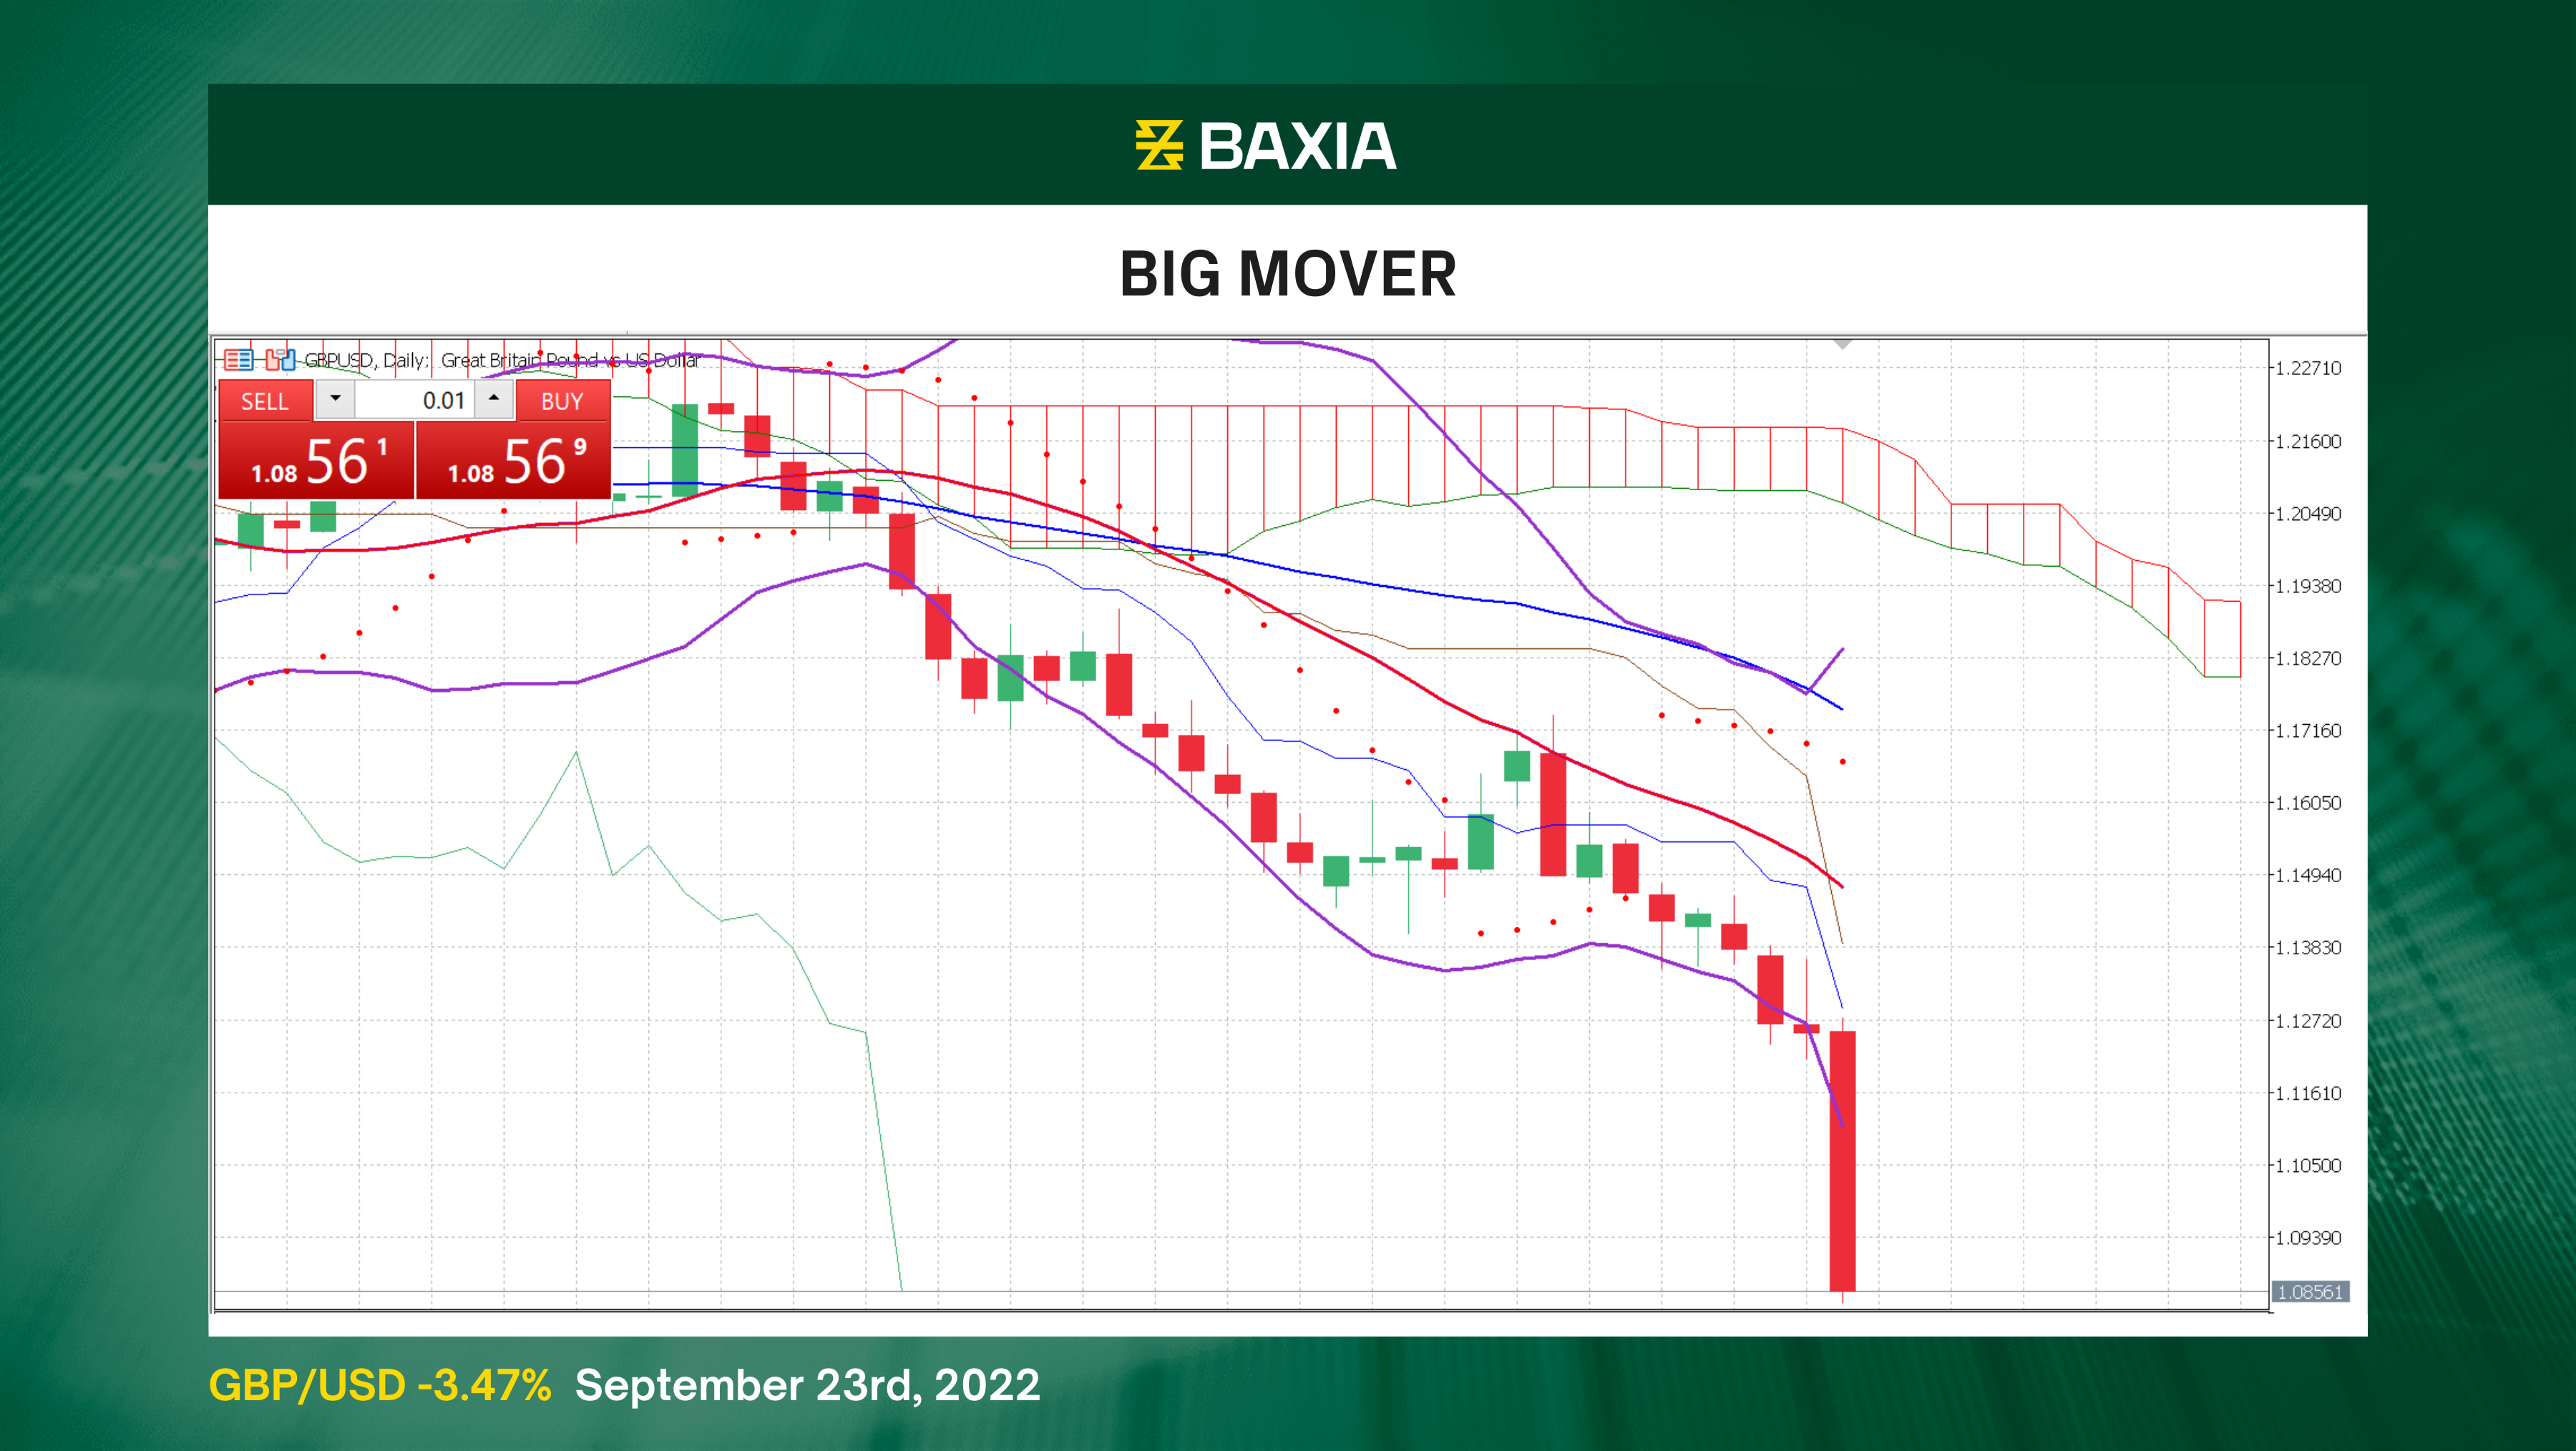 BAXIA
BIG MOVER
GBPUSD, Daily: Great Britain Pound vs US Dollar
SELL 0.01 BUY
1.08 56 1 1.08 56 9
1.22710
1.21600
1.20490
1.19380
1.18270
1.17160
1.16050
1.14940
1.13830
1.12720
1.11610
1.10500
1.09390
1.08561
GBP/USD -3.47% September 23rd, 2022